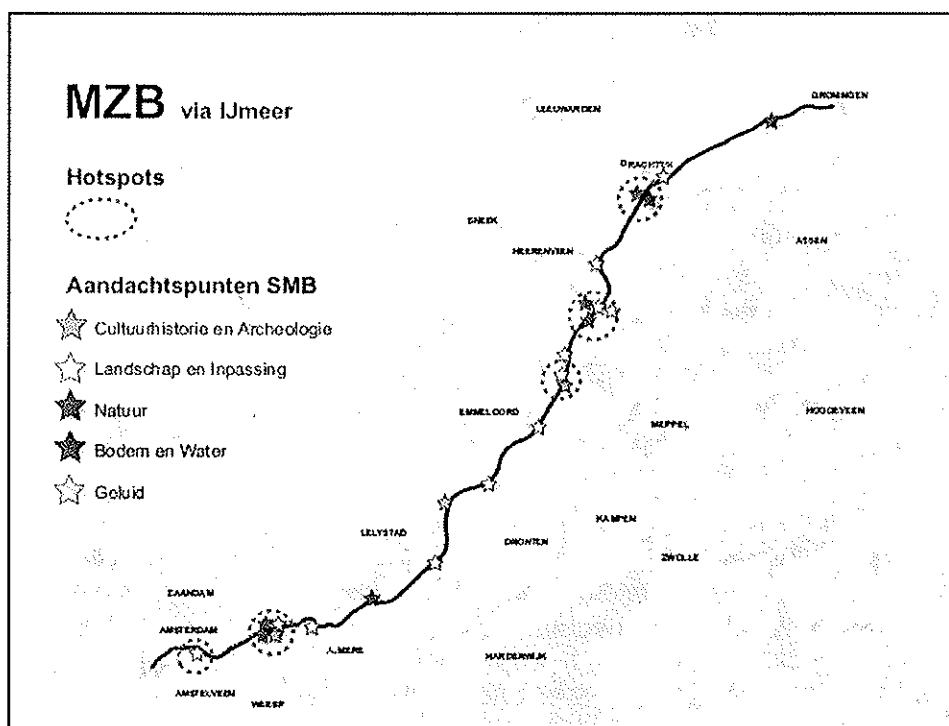 MZB via IJmeer
Hotspots
Aandachtspunten SMB
Cultuurhistorie en Archeologie
Landschap en Inpassing
Natuur
Bodem en Water
Geluid
GRONINGEN
LEEUWARDEN
DRACHTEN
SNEEK
ASSEN
HEERENVEEN
EMMELOORD
HOOGEVEEN
MEPPEL
KAMPEN
LELYSTAD
DRONTEN
ZWOLLE
ZAANDAM
AMSTERDAM
ALMERE
HARDERWIJK
AMSTELVEEN
WEESP